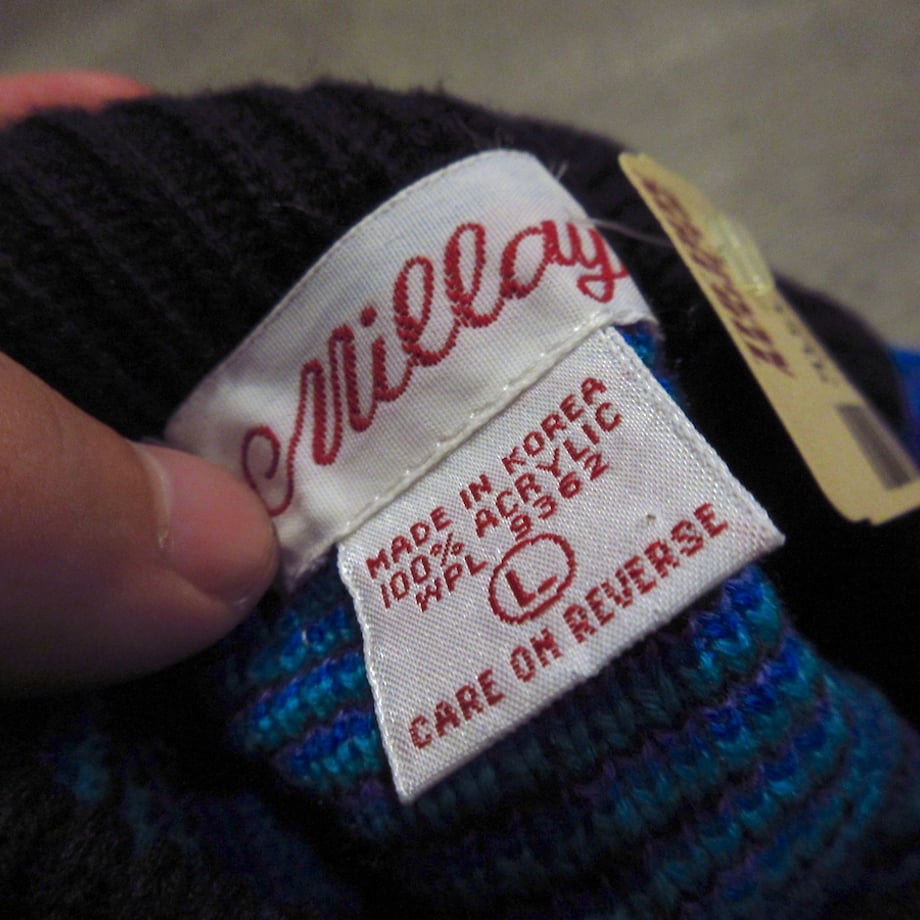 Millay
MADE IN KOREA
100% ACRYLIC
WPL 9362
L
CARE ON REVERSE